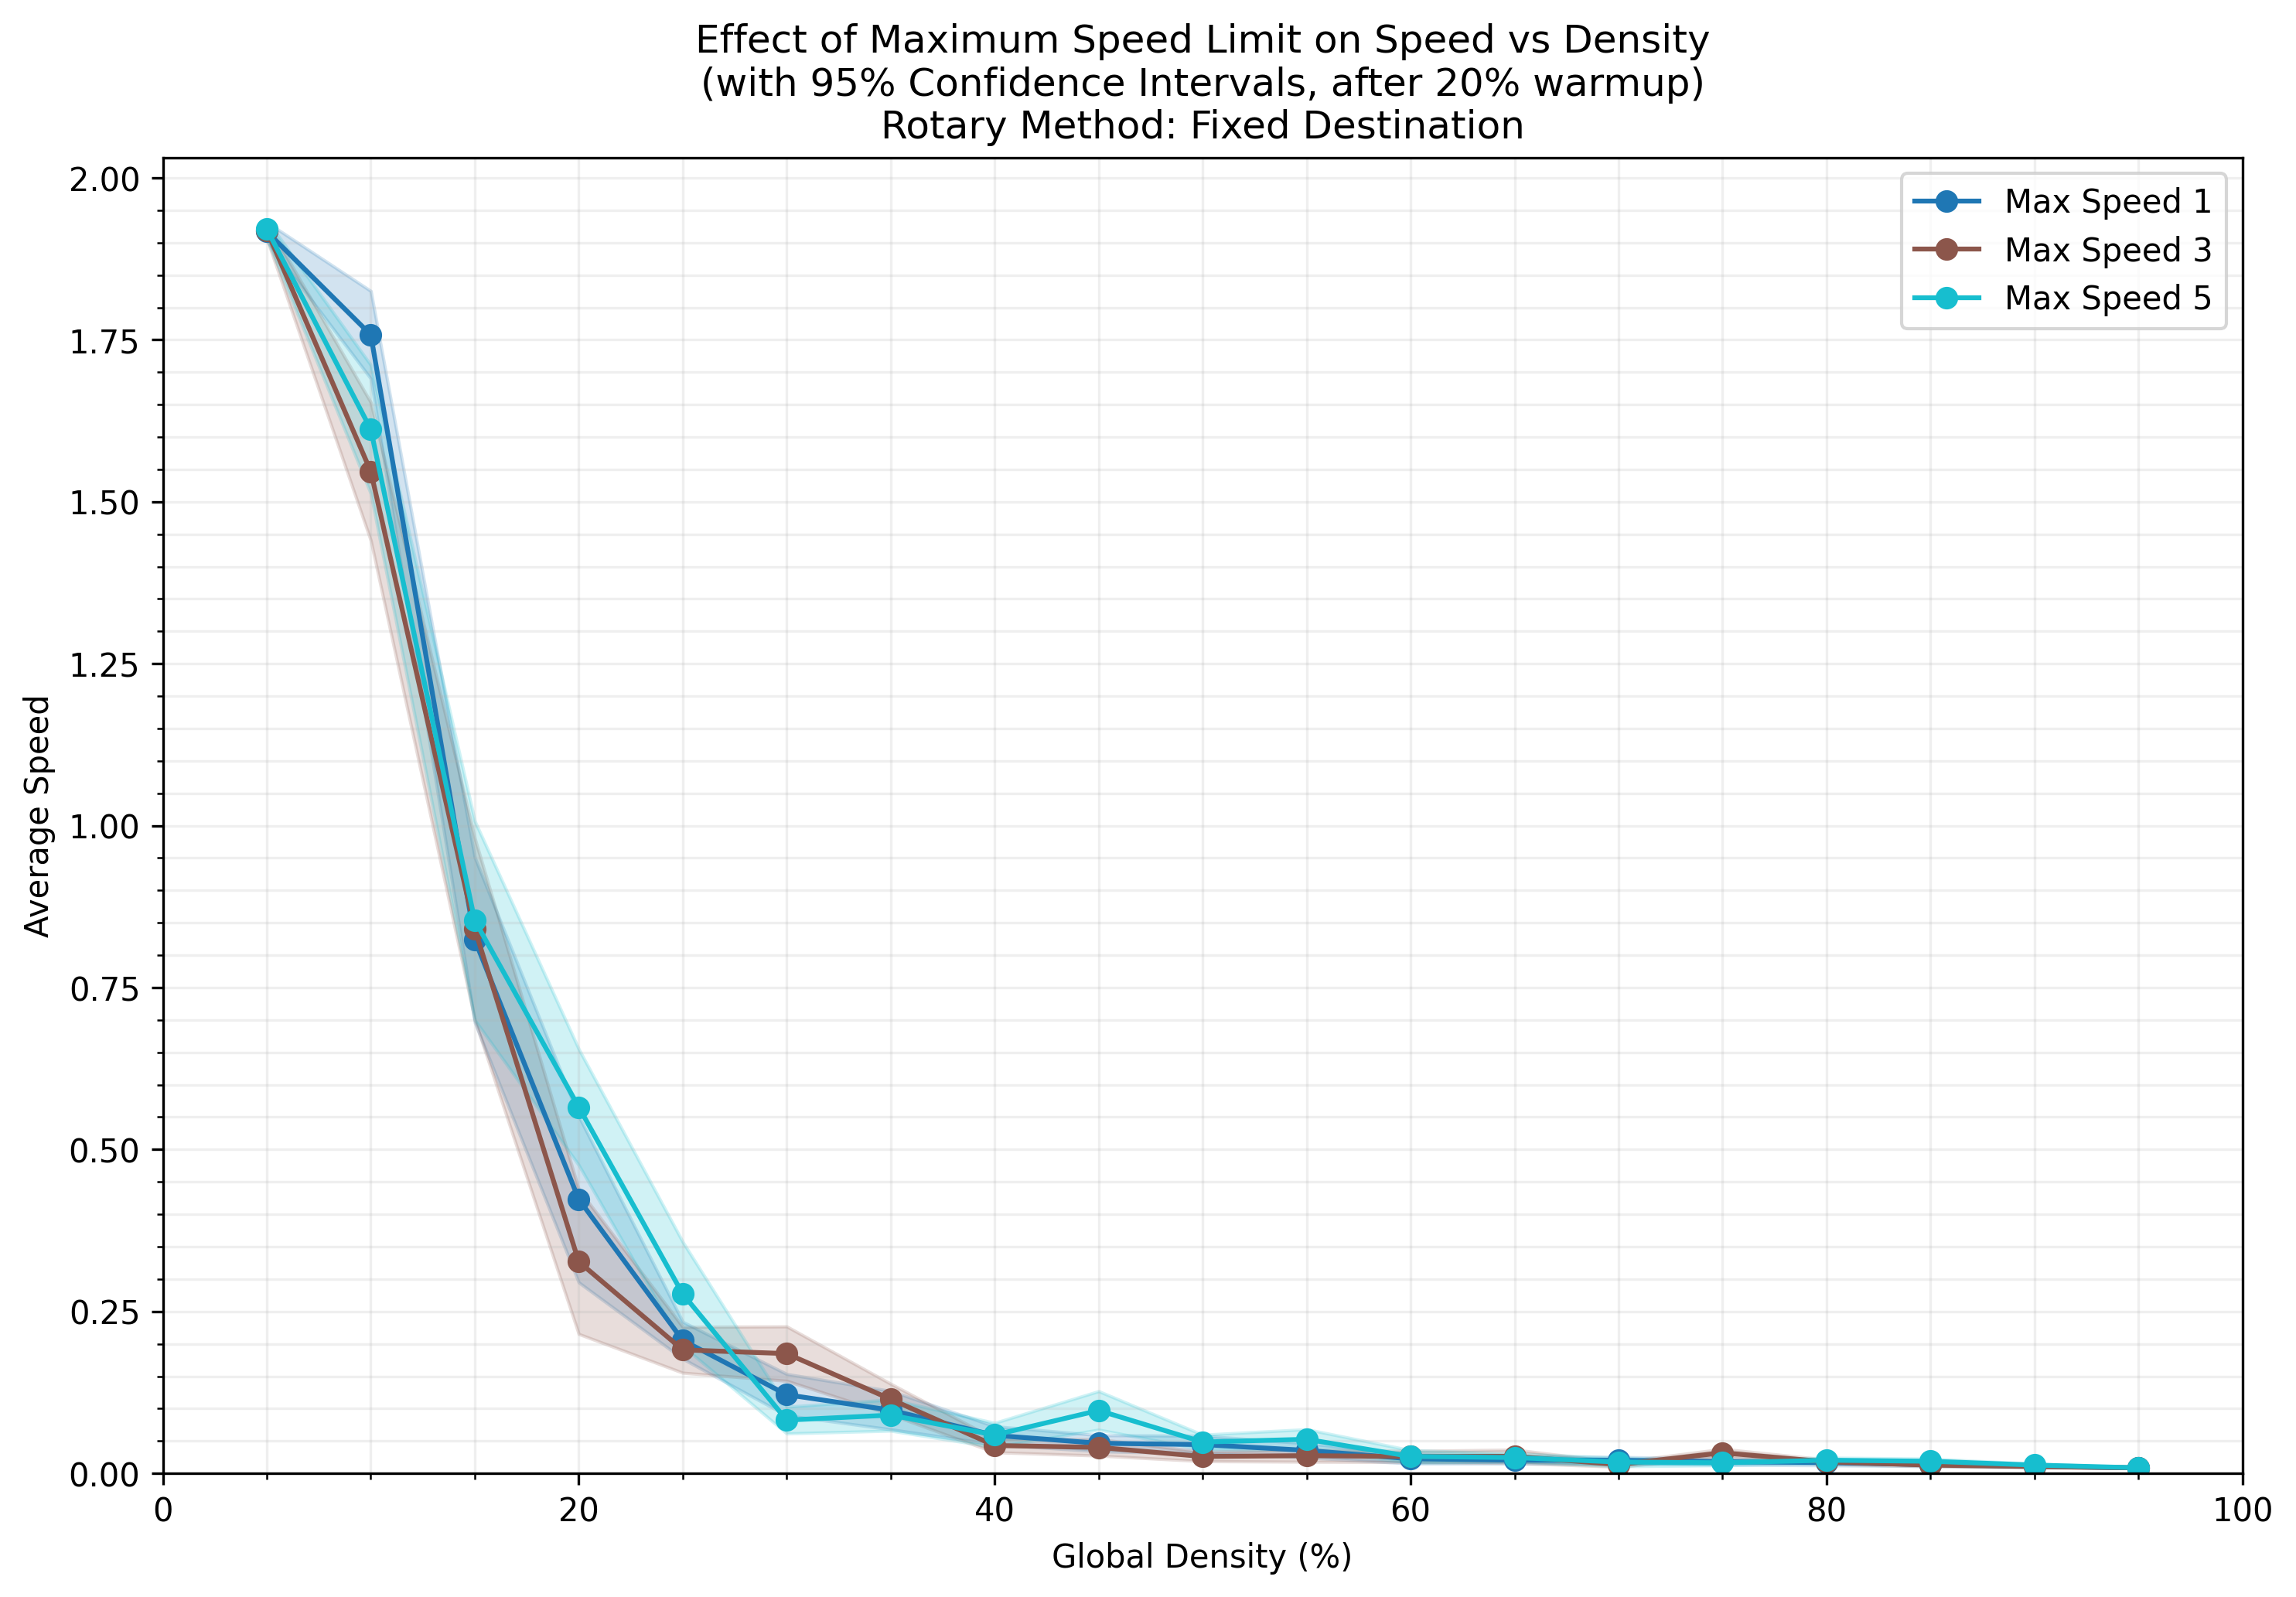 Effect of Maximum Speed Limit on Speed vs Density
(with 95% Confidence Intervals, after 20% warmup)
Rotary Method: Fixed Destination
Max Speed 1
Max Speed 3
Max Speed 5
Average Speed
2.00
1.75
1.50
1.25
1.00
0.75
0.50
0.25
0.00
0
20
40
60
80
100
Global Density (%)